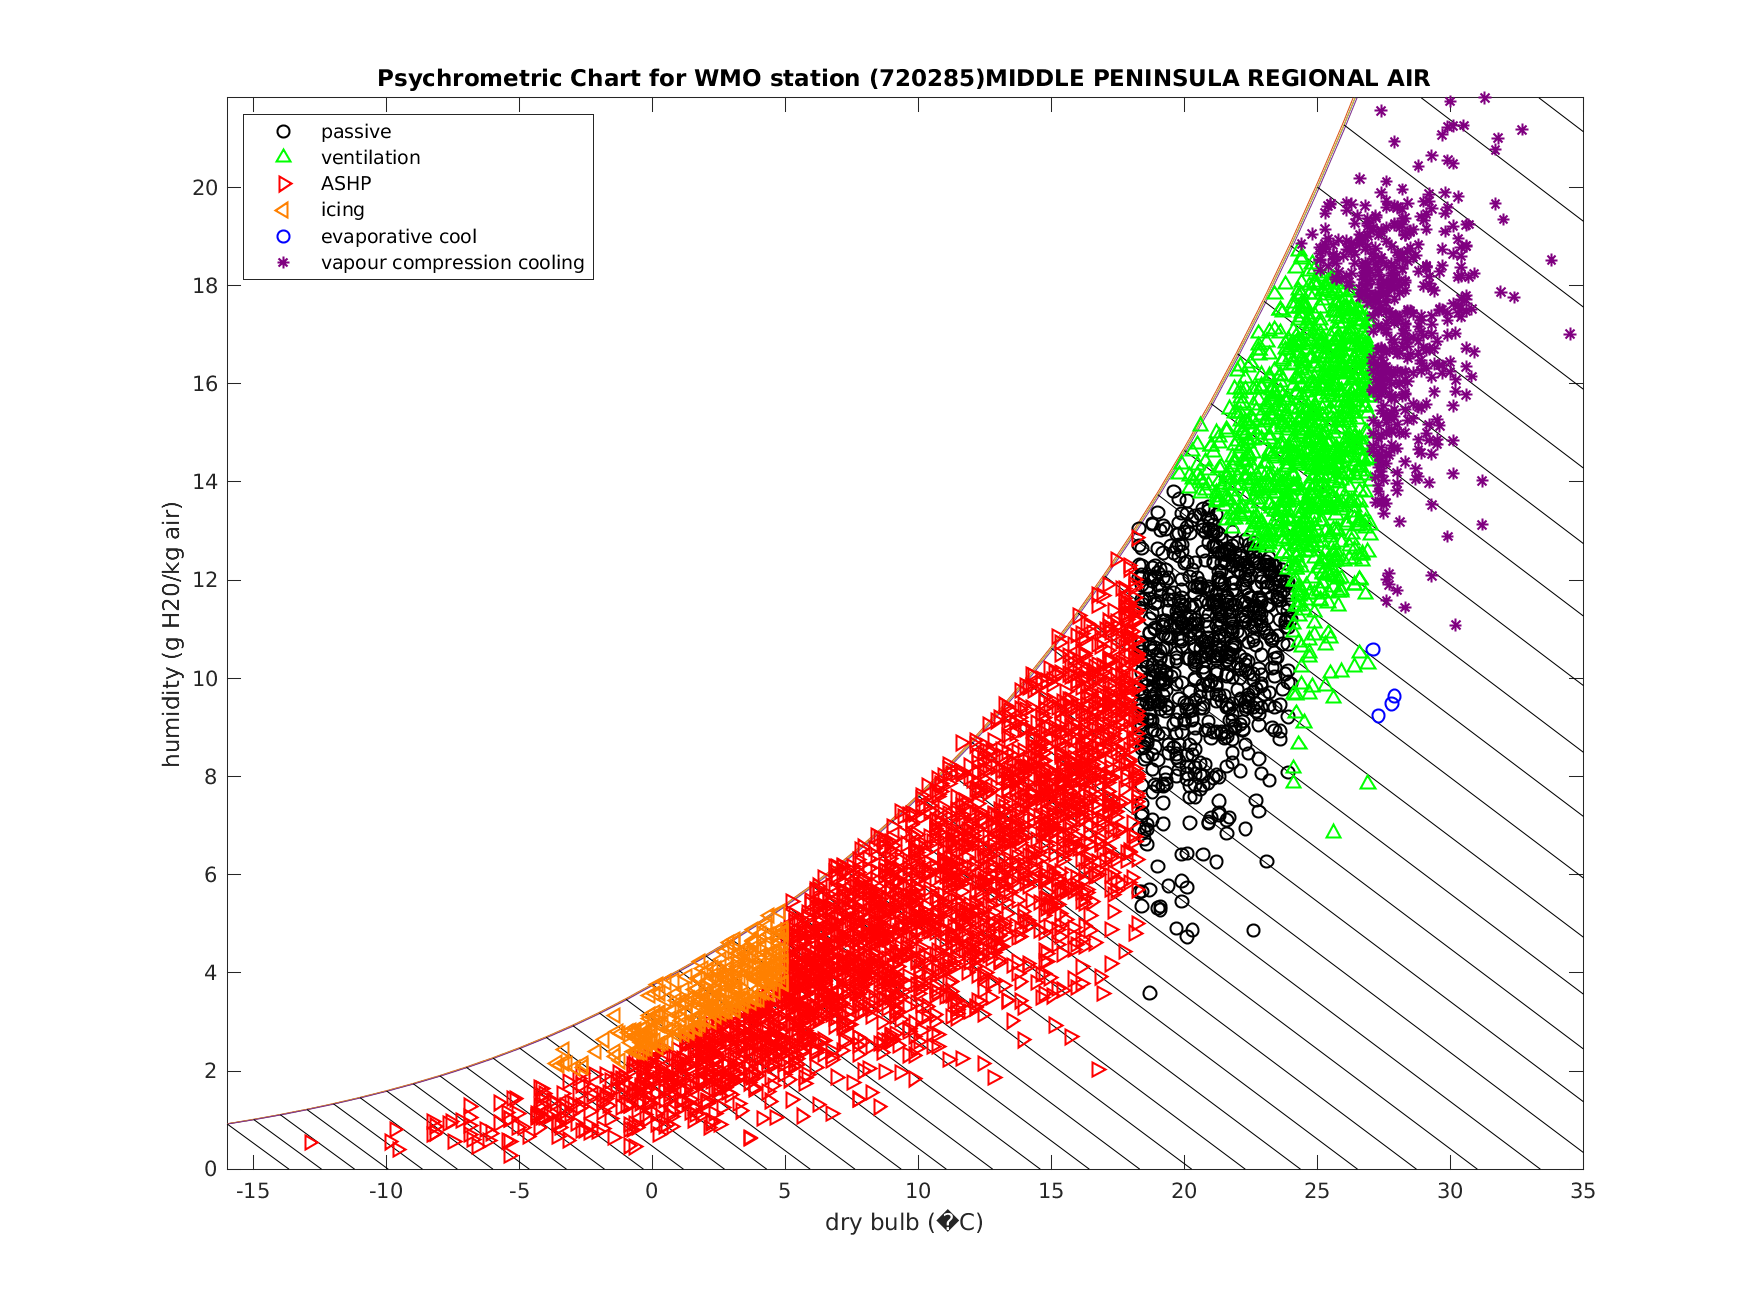 Psychrometric Chart for WMO station (720285)MIDDLE PENINSULA REGIONAL AIR
passive
ventilation
ASHP
icing
evaporative cool
vapour compression cooling
humidity (g H20/kg air)
20
18
16
14
12
10
8
6
4
2
0
-15 -10 -5 0 5 10 15 20 25 30 35
dry bulb (�C)